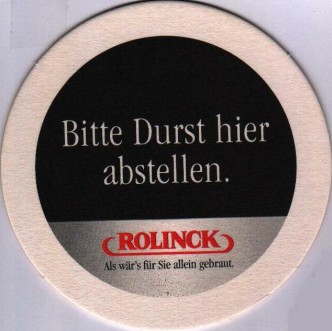 Bitte Durst hier
abstellen.
ROLINCK
Als wär's für Sie allein gebraut.